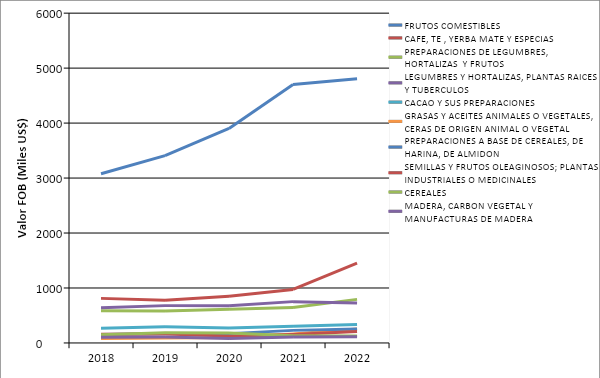 6000
5000
4000
3000
2000
1000
0
Valor FOB (Miles US$)
2018 2019 2020 2021 2022
FRUTOS COMESTIBLES
CAFE, TE , YERBA MATE Y ESPECIAS
PREPARACIONES DE LEGUMBRES,
HORTALIZAS Y FRUTOS
LEGUMBRES Y HORTALIZAS, PLANTAS RAICES
Y TUBERCULOS
CACAO Y SUS PREPARACIONES
GRASAS Y ACEITES ANIMALES O VEGETALES,
CERAS DE ORIGEN ANIMAL O VEGETAL
PREPARACIONES A BASE DE CEREALES, DE
HARINA, DE ALMIDON
SEMILLAS Y FRUTOS OLEAGINOSOS; PLANTAS
INDUSTRIALES O MEDICINALES
CEREALES
MADERA, CARBON VEGETAL Y
MANUFACTURAS DE MADERA